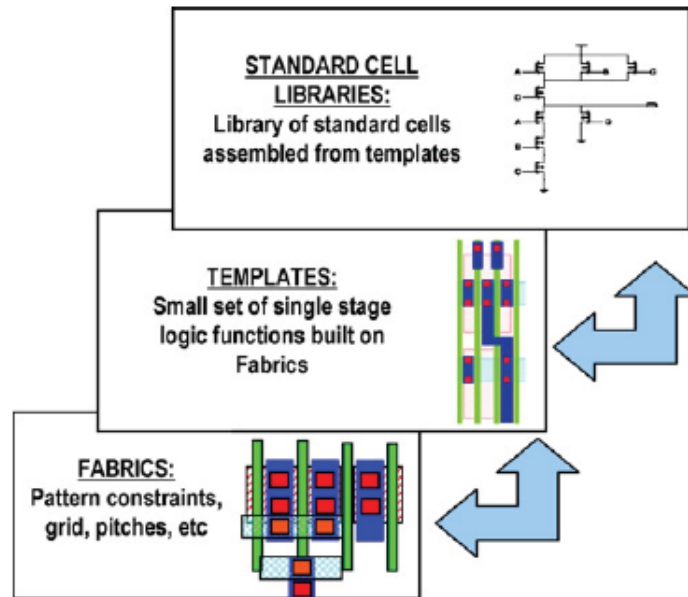 STANDARD CELL
LIBRARIES:
Library of standard cells
assembled from templates
A
B
C
D
A
D
B
C
TEMPLATES:
Small set of single stage
logic functions built on
Fabrics
FABRICS:
Pattern constraints,
grid, pitches, etc